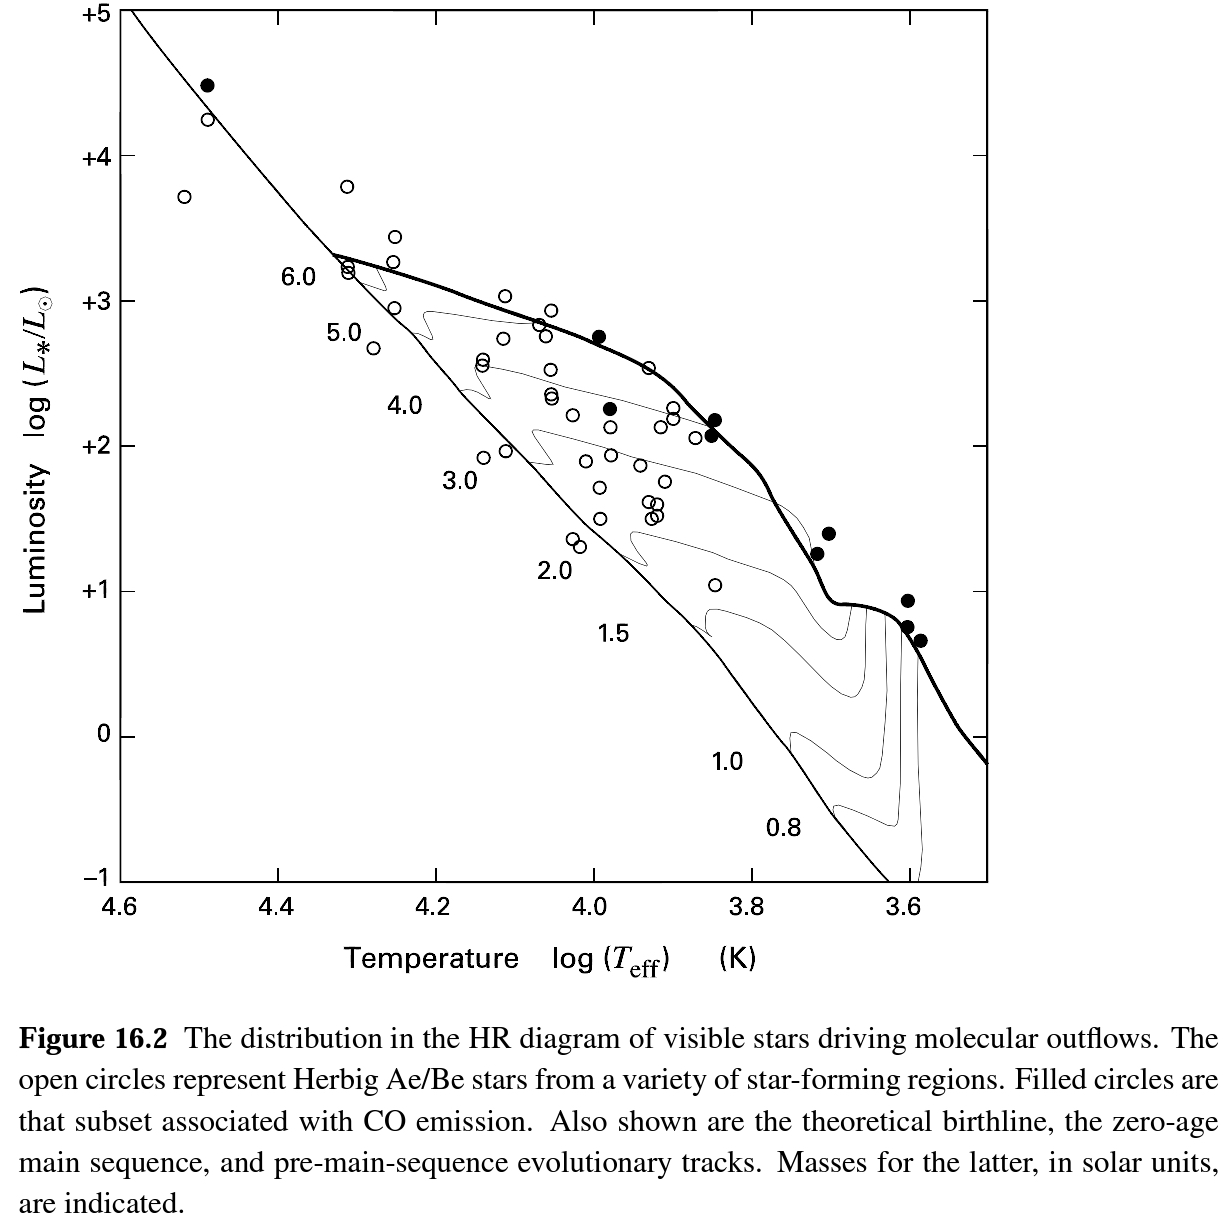 +5
+4
+3
+2
+1
0
−1
Luminosity log (L*/L☉)
6.0
5.0
4.0
3.0
2.0
1.5
1.0
0.8
4.6 4.4 4.2 4.0 3.8 3.6
Temperature log (Teff) (K)
Figure 16.2 The distribution in the HR diagram of visible stars driving molecular outflows. The
open circles represent Herbig Ae/Be stars from a variety of star-forming regions. Filled circles are
that subset associated with CO emission. Also shown are the theoretical birthline, the zero-age
main sequence, and pre-main-sequence evolutionary tracks. Masses for the latter, in solar units,
are indicated.